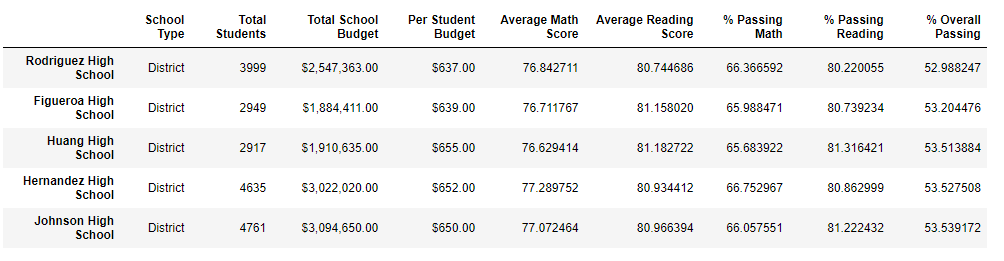 School Type Total Students Total School Budget Per Student Budget Average Math Score Average Reading Score % Passing Math % Passing Reading % Overall Passing
Rodriguez High School District 3999 $2,547,363.00 $637.00 76.842711 80.744686 66.366592 80.220055 52.988247
Figueroa High School District 2949 $1,884,411.00 $639.00 76.711767 81.158020 65.988471 80.739234 53.204476
Huang High School District 2917 $1,910,635.00 $655.00 76.629414 81.182722 65.683922 81.316421 53.513884
Hernandez High School District 4635 $3,022,020.00 $652.00 77.289752 80.934412 66.752967 80.862999 53.527508
Johnson High School District 4761 $3,094,650.00 $650.00 77.072464 80.966394 66.057551 81.222432 53.539172